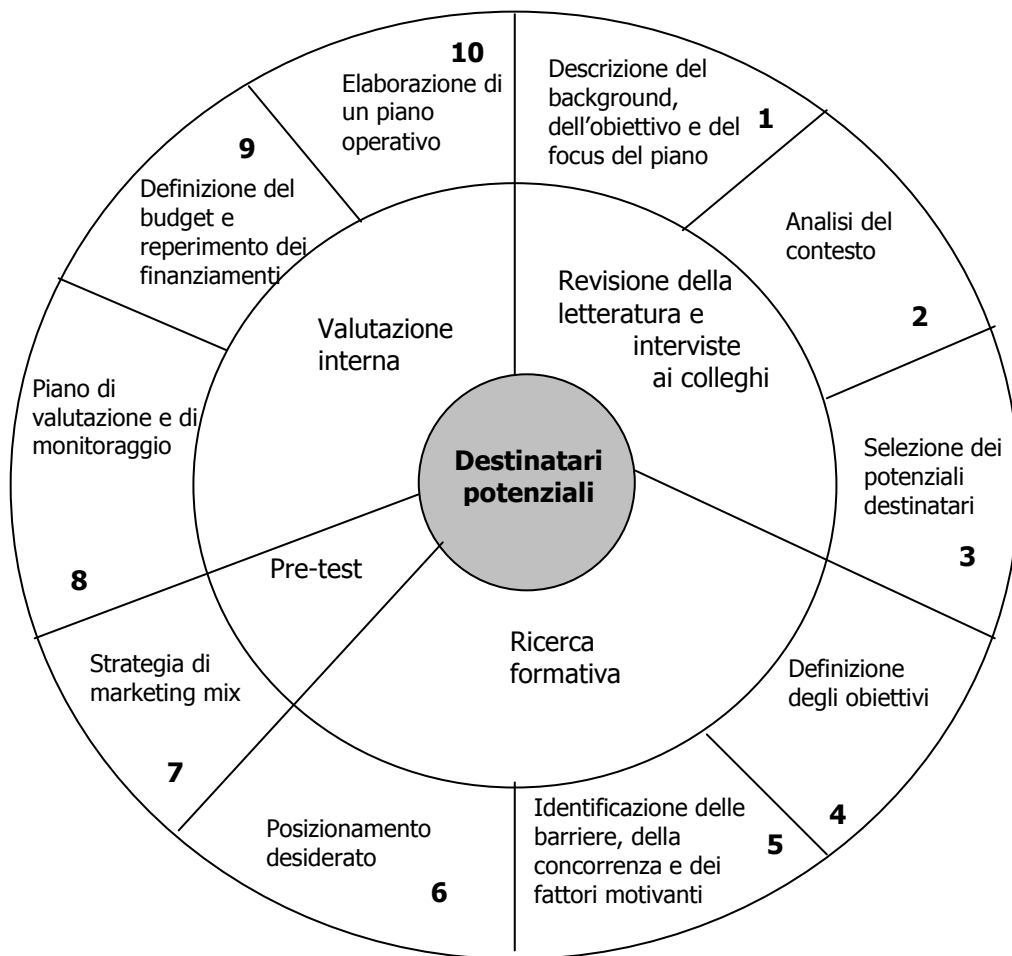 10
Elaborazione di
un piano
operativo
Descrizione del
background,
dell'obiettivo e del
focus del piano
1
Analisi del
contesto
2
Selezione dei
potenziali
destinatari
3
Definizione
degli obiettivi
4
Identificazione delle
barriere, della
concorrenza e dei
fattori motivanti
5
Posizionamento
desiderato
6
Strategia di
marketing mix
7
Piano di
valutazione e di
monitoraggio
8
9
Definizione del
budget e
reperimento dei
finanziamenti
Valutazione
interna
Revisione della
letteratura e
interviste
ai colleghi
Destinatari
potenziali
Pre-test
Ricerca
formativa